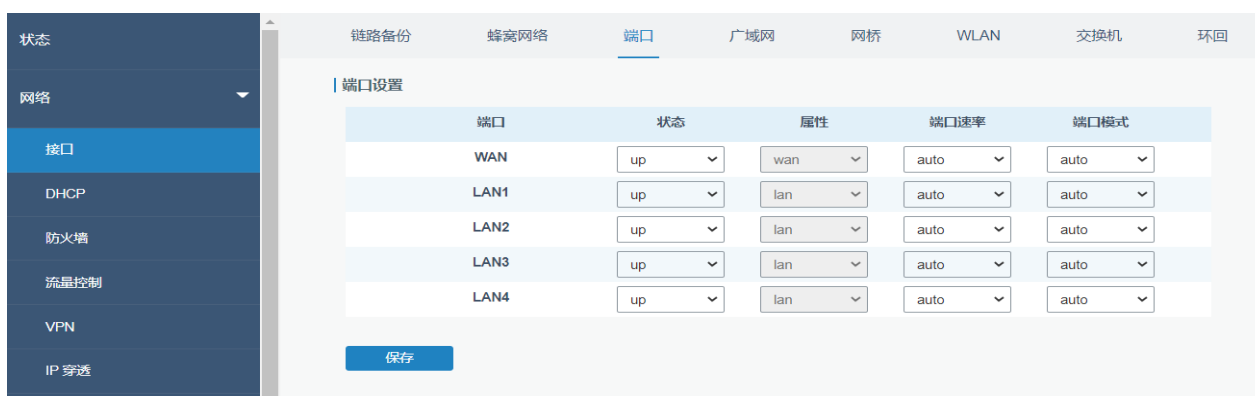 状态
网络
接口
DHCP
防火墙
流量控制
VPN
IP 穿透
链路备份 蜂窝网络 端口 广域网 网桥 WLAN 交换机 环回
端口设置
端口 状态 属性 端口速率 端口模式
WAN up wan auto auto
LAN1 up lan auto auto
LAN2 up lan auto auto
LAN3 up lan auto auto
LAN4 up lan auto auto
保存